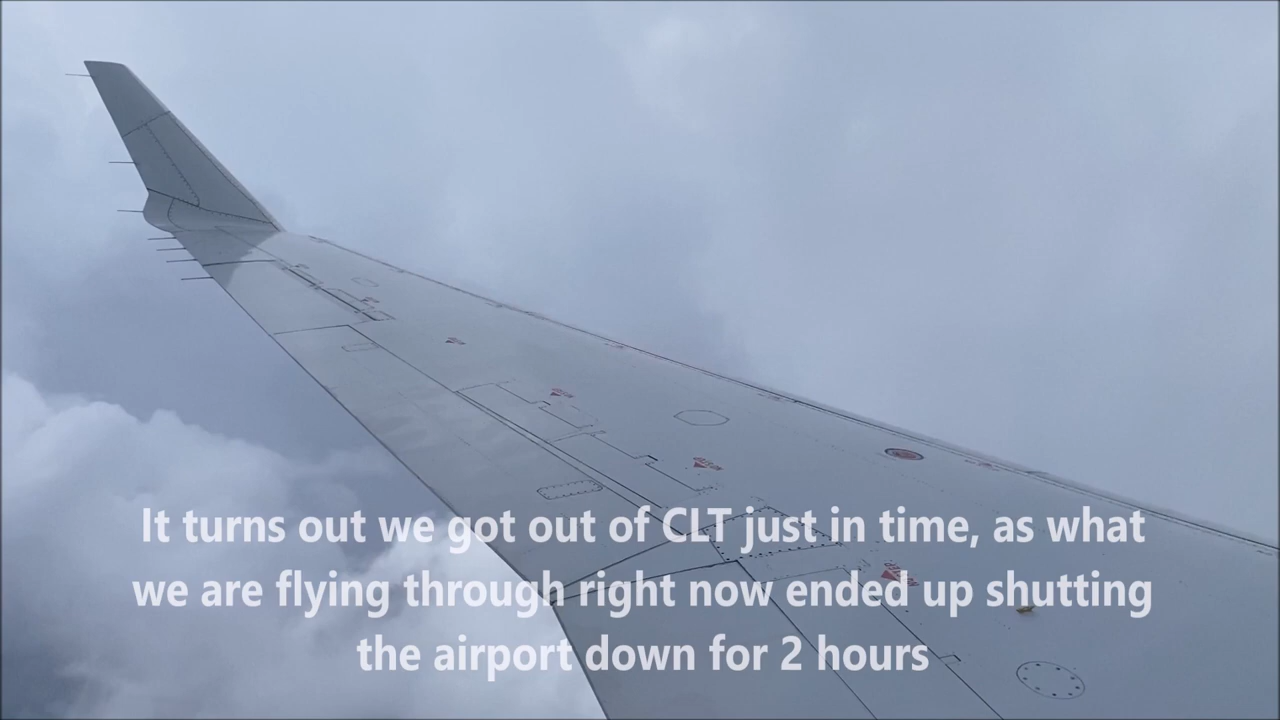 It turns out we got out of CLT just in time, as what
we are flying through right now ended up shutting
the airport down for 2 hours